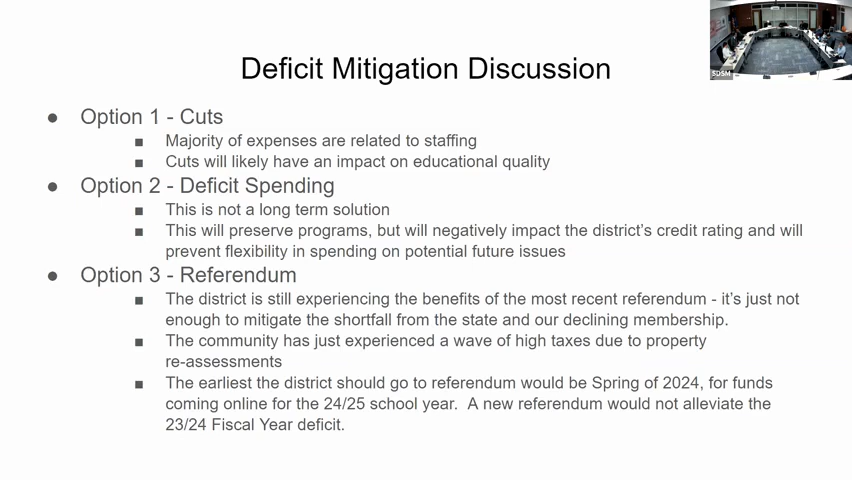 Deficit Mitigation Discussion
SDSM
● Option 1 - Cuts
■ Majority of expenses are related to staffing
■ Cuts will likely have an impact on educational quality
● Option 2 - Deficit Spending
■ This is not a long term solution
■ This will preserve programs, but will negatively impact the district's credit rating and will
prevent flexibility in spending on potential future issues
● Option 3 - Referendum
■ The district is still experiencing the benefits of the most recent referendum - it's just not
enough to mitigate the shortfall from the state and our declining membership.
■ The community has just experienced a wave of high taxes due to property
re-assessments
■ The earliest the district should go to referendum would be Spring of 2024, for funds
coming online for the 24/25 school year.  A new referendum would not alleviate the
23/24 Fiscal Year deficit.